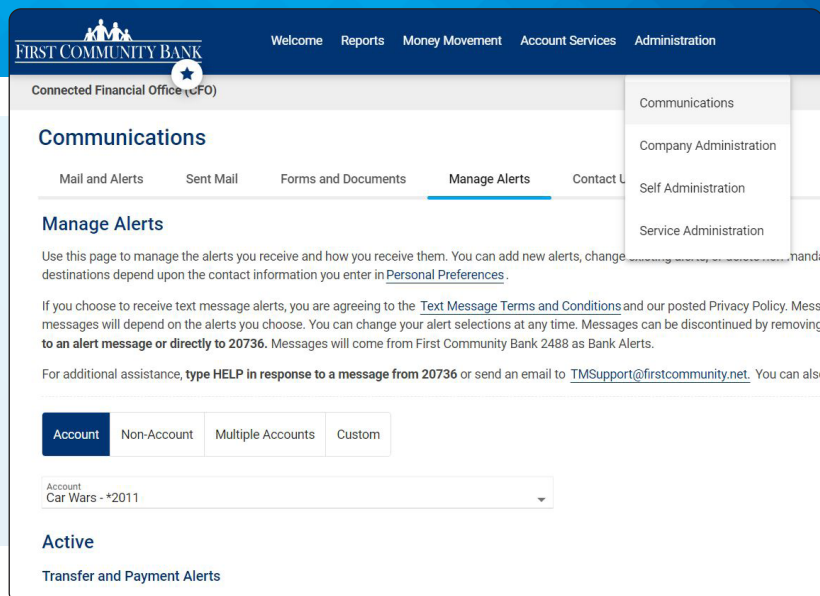 FIRST COMMUNITY BANK
Welcome Reports Money Movement Account Services Administration
Connected Financial Office (CFO)
Communications
Company Administration
Self Administration
Service Administration
Communications
Mail and Alerts Sent Mail Forms and Documents Manage Alerts Contact U
Manage Alerts
Use this page to manage the alerts you receive and how you receive them. You can add new alerts, change existing alerts, or delete non manda
destinations depend upon the contact information you enter in Personal Preferences.
If you choose to receive text message alerts, you are agreeing to the Text Message Terms and Conditions and our posted Privacy Policy. Mess
messages will depend on the alerts you choose. You can change your alert selections at any time. Messages can be discontinued by removing
to an alert message or directly to 20736. Messages will come from First Community Bank 2488 as Bank Alerts.
For additional assistance, type HELP in response to a message from 20736 or send an email to TMSupport@firstcommunity.net. You can also
Account Non-Account Multiple Accounts Custom
Account
Car Wars - *2011
Active
Transfer and Payment Alerts